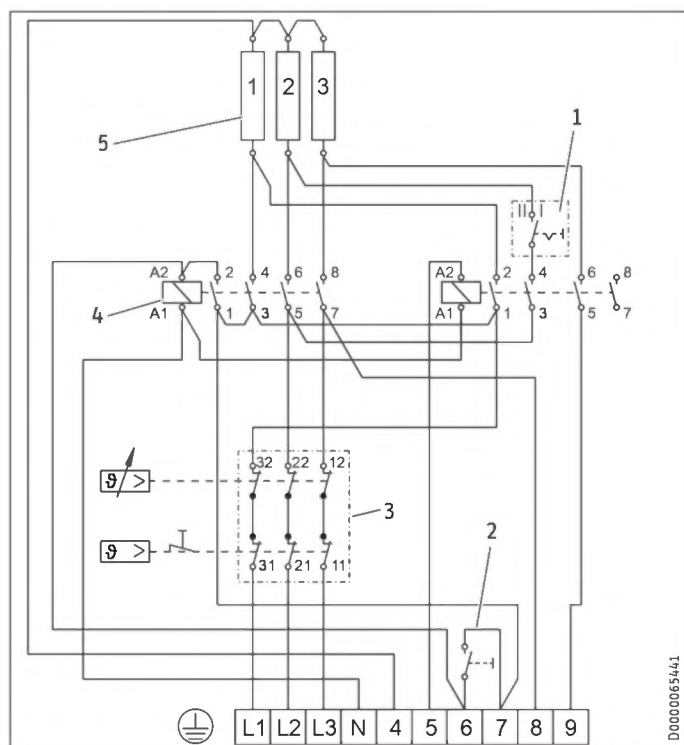 1 2 3
5
1
II I
A2 2 4 6 8 A2 2 4 6 8
4
A1 1 3 5 7 A1 1 3 5 7
32 22 12
ϑ >
3
ϑ >
31 21 11
2
L1 L2 L3 N 4 5 6 7 8 9
D0000065441